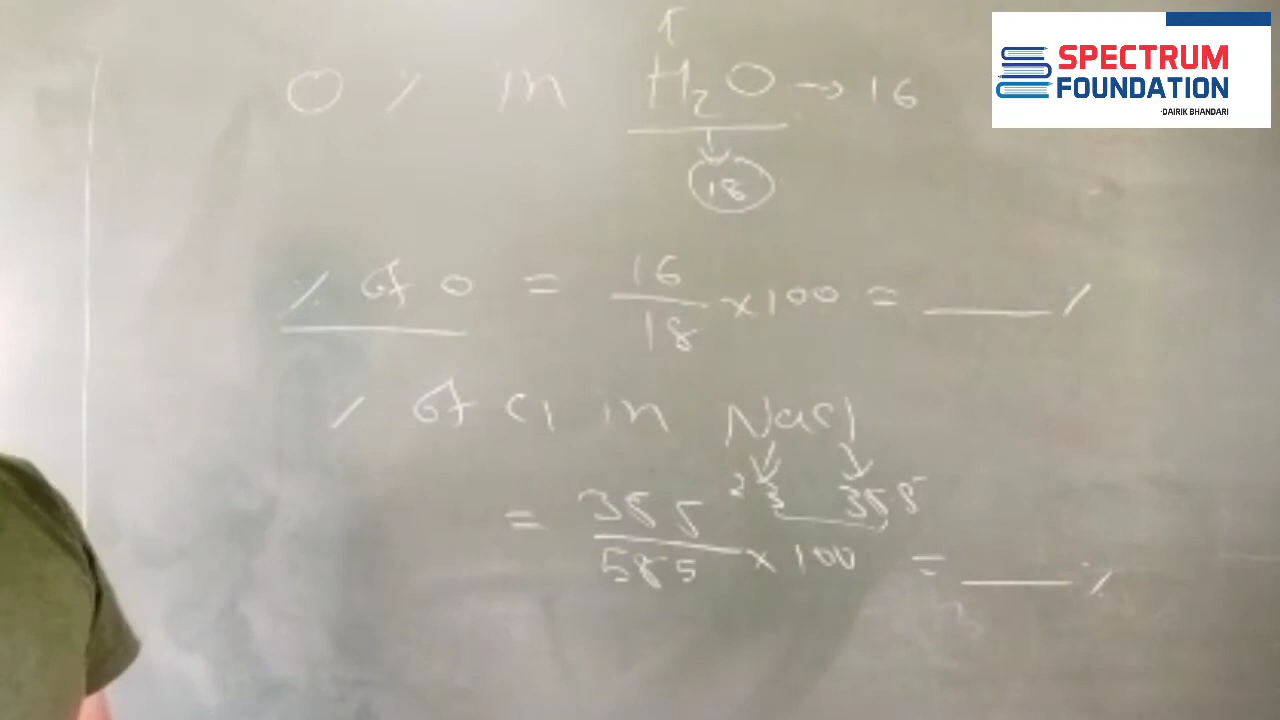 O % in H₂O → 16
18
% of O = 16/18 × 100 = ____ %
% of Cl in NaCl
23 35.5
= 35.5/58.5 × 100 = ____ %
SPECTRUM
FOUNDATION
-DAIRIK BHANDARI